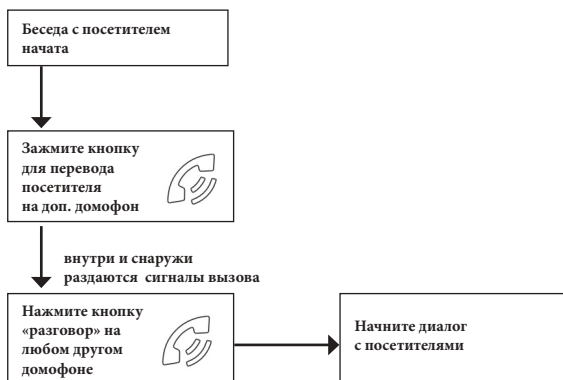 Беседа с посетителем
начата
Зажмите кнопку
для перевода
посетителя
на доп. домофон
внутри и снаружи
раздаются сигналы вызова
Нажмите кнопку
«разговор» на
любом другом
домофоне
Начните диалог
с посетителями